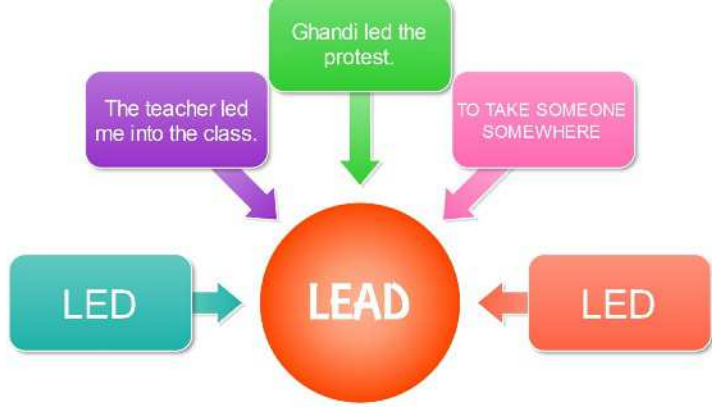 Ghandi led the
protest.
The teacher led
me into the class.
TO TAKE SOMEONE
SOMEWHERE
LED
LEAD
LED